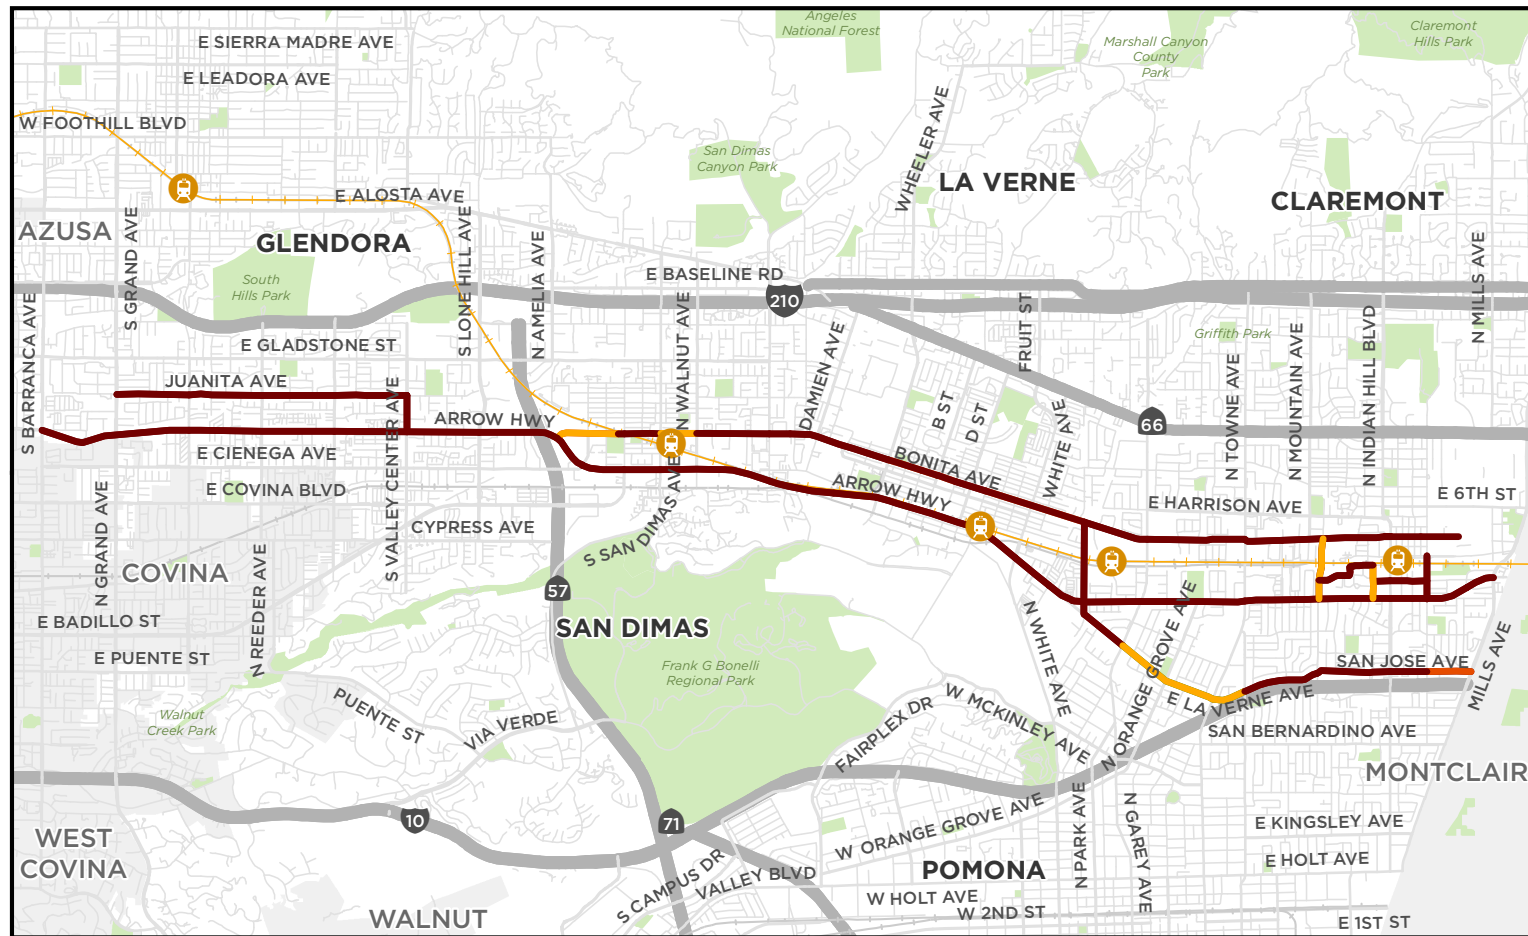 Angeles
National Forest
Claremont
Hills Park
E SIERRA MADRE AVE
Marshall Canyon
County
Park
E LEADORA AVE
W FOOTHILL BLVD
WHEELER AVE
San Dimas
Canyon Park
LA VERNE
E ALOSTA AVE
CLAREMONT
AZUSA
S GRAND AVE
GLENDORA
S LONE HILL AVE
N AMELIA AVE
N MILLS AVE
E BASELINE RD
South
Hills Park
210
S BARRANCA AVE
N WALNUT AVE
FRUIT ST
Griffith Park
N INDIAN HILL BLVD
E GLADSTONE ST
DAMIEN AVE
N TOWNE AVE
N MOUNTAIN AVE
JUANITA AVE
S VALLEY CENTER AVE
B ST
D ST
WHITE AVE
66
ARROW HWY
E CIENEGA AVE
BONITA AVE
E COVINA BLVD
ARROW HWY
E HARRISON AVE
E 6TH ST
N GRAND AVE
CYPRESS AVE
S SAN DIMAS AVE
COVINA
N REEDER AVE
57
E BADILLO ST
SAN DIMAS
N WHITE AVE
N ORANGE GROVE AVE
E PUENTE ST
Frank G Bonelli
Regional Park
SAN JOSE AVE
MILLS AVE
E LA VERNE AVE
Walnut
Creek Park
PUENTE ST
VIA VERDE
FAIRPLEX DR
W MCKINLEY AVE
SAN BERNARDINO AVE
MONTCLAIR
10
71
W ORANGE GROVE AVE
N PARK AVE
N GAREY AVE
E KINGSLEY AVE
WEST
COVINA
E HOLT AVE
POMONA
S CAMPUS DR
VALLEY BLVD
W HOLT AVE
WALNUT
W 2ND ST
E 1ST ST